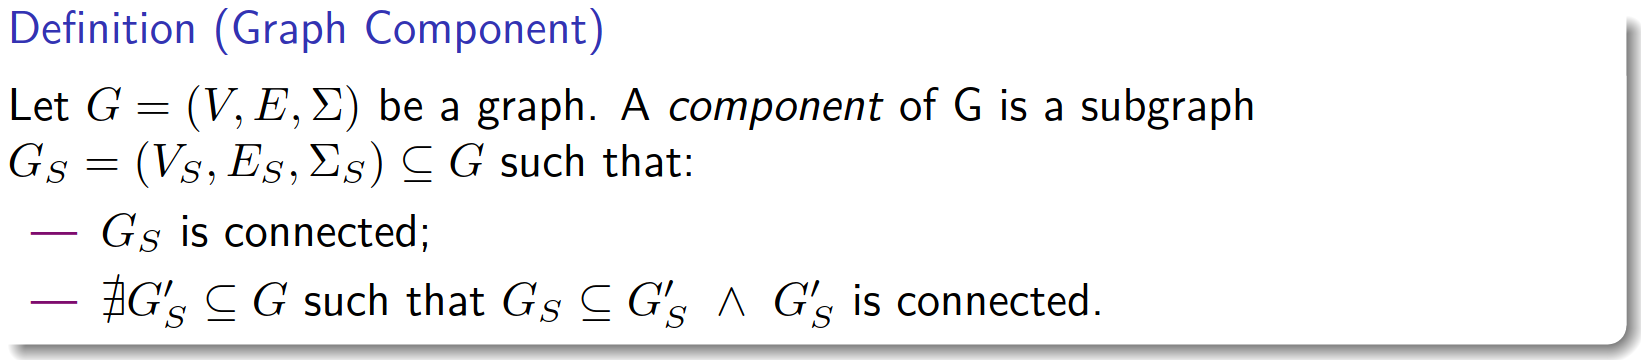 Definition (Graph Component)
Let G = (V, E, Σ) be a graph. A component of G is a subgraph
G_S = (V_S, E_S, Σ_S) ⊆ G such that:
— G_S is connected;
— ∄G′_S ⊆ G such that G_S ⊆ G′_S ∧ G′_S is connected.